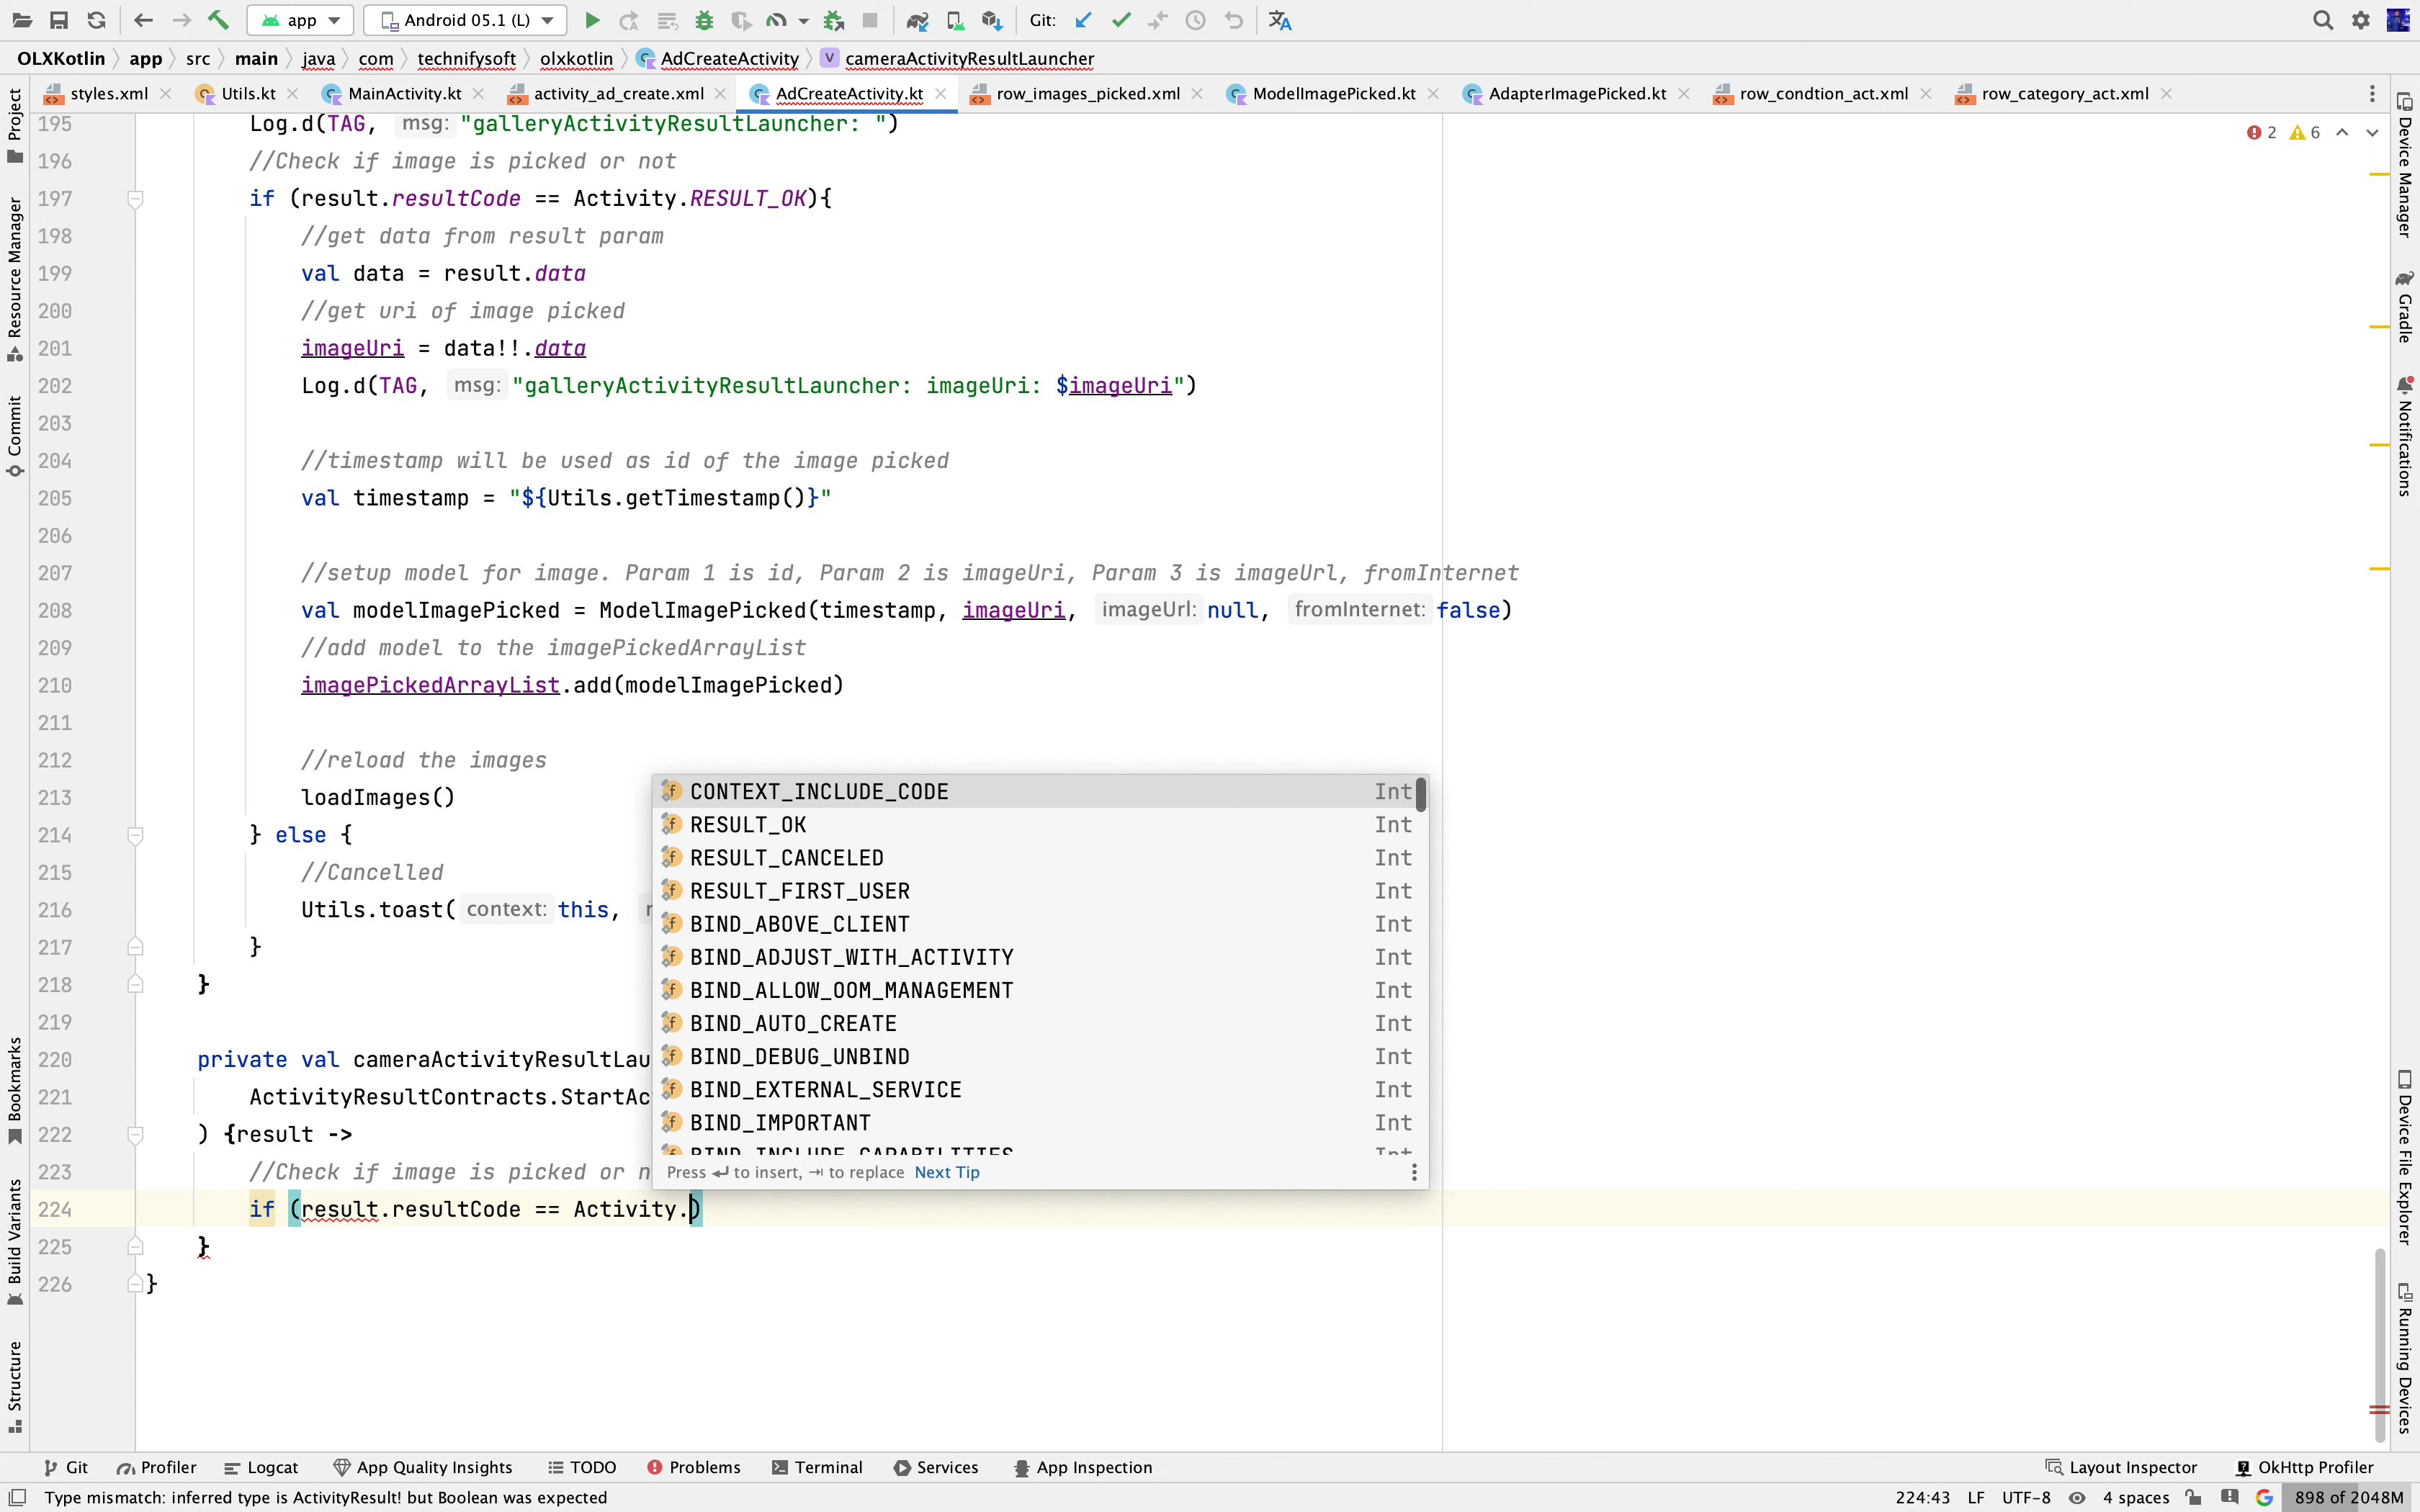 app Android 05.1 (L) Git:
OLXKotlin app src main java com technifysoft olxkotlin AdCreateActivity cameraActivityResultLauncher
styles.xml Utils.kt MainActivity.kt activity_ad_create.xml AdCreateActivity.kt row_images_picked.xml ModelImagePicked.kt AdapterImagePicked.kt row_condtion_act.xml row_category_act.xml
2 6
195 Log.d(TAG, msg: "galleryActivityResultLauncher: ")
196 //Check if image is picked or not
197 if (result.resultCode == Activity.RESULT_OK){
198 //get data from result param
199 val data = result.data
200 //get uri of image picked
201 imageUri = data!!.data
202 Log.d(TAG, msg: "galleryActivityResultLauncher: imageUri: $imageUri")
203
204 //timestamp will be used as id of the image picked
205 val timestamp = "${Utils.getTimestamp()}"
206
207 //setup model for image. Param 1 is id, Param 2 is imageUri, Param 3 is imageUrl, fromInternet
208 val modelImagePicked = ModelImagePicked(timestamp, imageUri, imageUrl: null, fromInternet: false)
209 //add model to the imagePickedArrayList
210 imagePickedArrayList.add(modelImagePicked)
211
212 //reload the images
213 loadImages()
214 } else {
215 //Cancelled
216 Utils.toast( context: this,
217 }
218 }
219
220 private val cameraActivityResultLau
221 ActivityResultContracts.StartAc
222 ) {result ->
223 //Check if image is picked or n
224 if (result.resultCode == Activity.)
225 }
226 }
CONTEXT_INCLUDE_CODE Int
RESULT_OK Int
RESULT_CANCELED Int
RESULT_FIRST_USER Int
BIND_ABOVE_CLIENT Int
BIND_ADJUST_WITH_ACTIVITY Int
BIND_ALLOW_OOM_MANAGEMENT Int
BIND_AUTO_CREATE Int
BIND_DEBUG_UNBIND Int
BIND_EXTERNAL_SERVICE Int
BIND_IMPORTANT Int
BIND_INCLUDE_CAPABILITIES Int
Press ↵ to insert, ⇥ to replace Next Tip
Project
Resource Manager
Commit
Bookmarks
Build Variants
Structure
Device Manager
Gradle
Notifications
Device File Explorer
Running Devices
Git Profiler Logcat App Quality Insights TODO Problems Terminal Services App Inspection Layout Inspector OkHttp Profiler
Type mismatch: inferred type is ActivityResult! but Boolean was expected 224:43 LF UTF-8 4 spaces 898 of 2048M